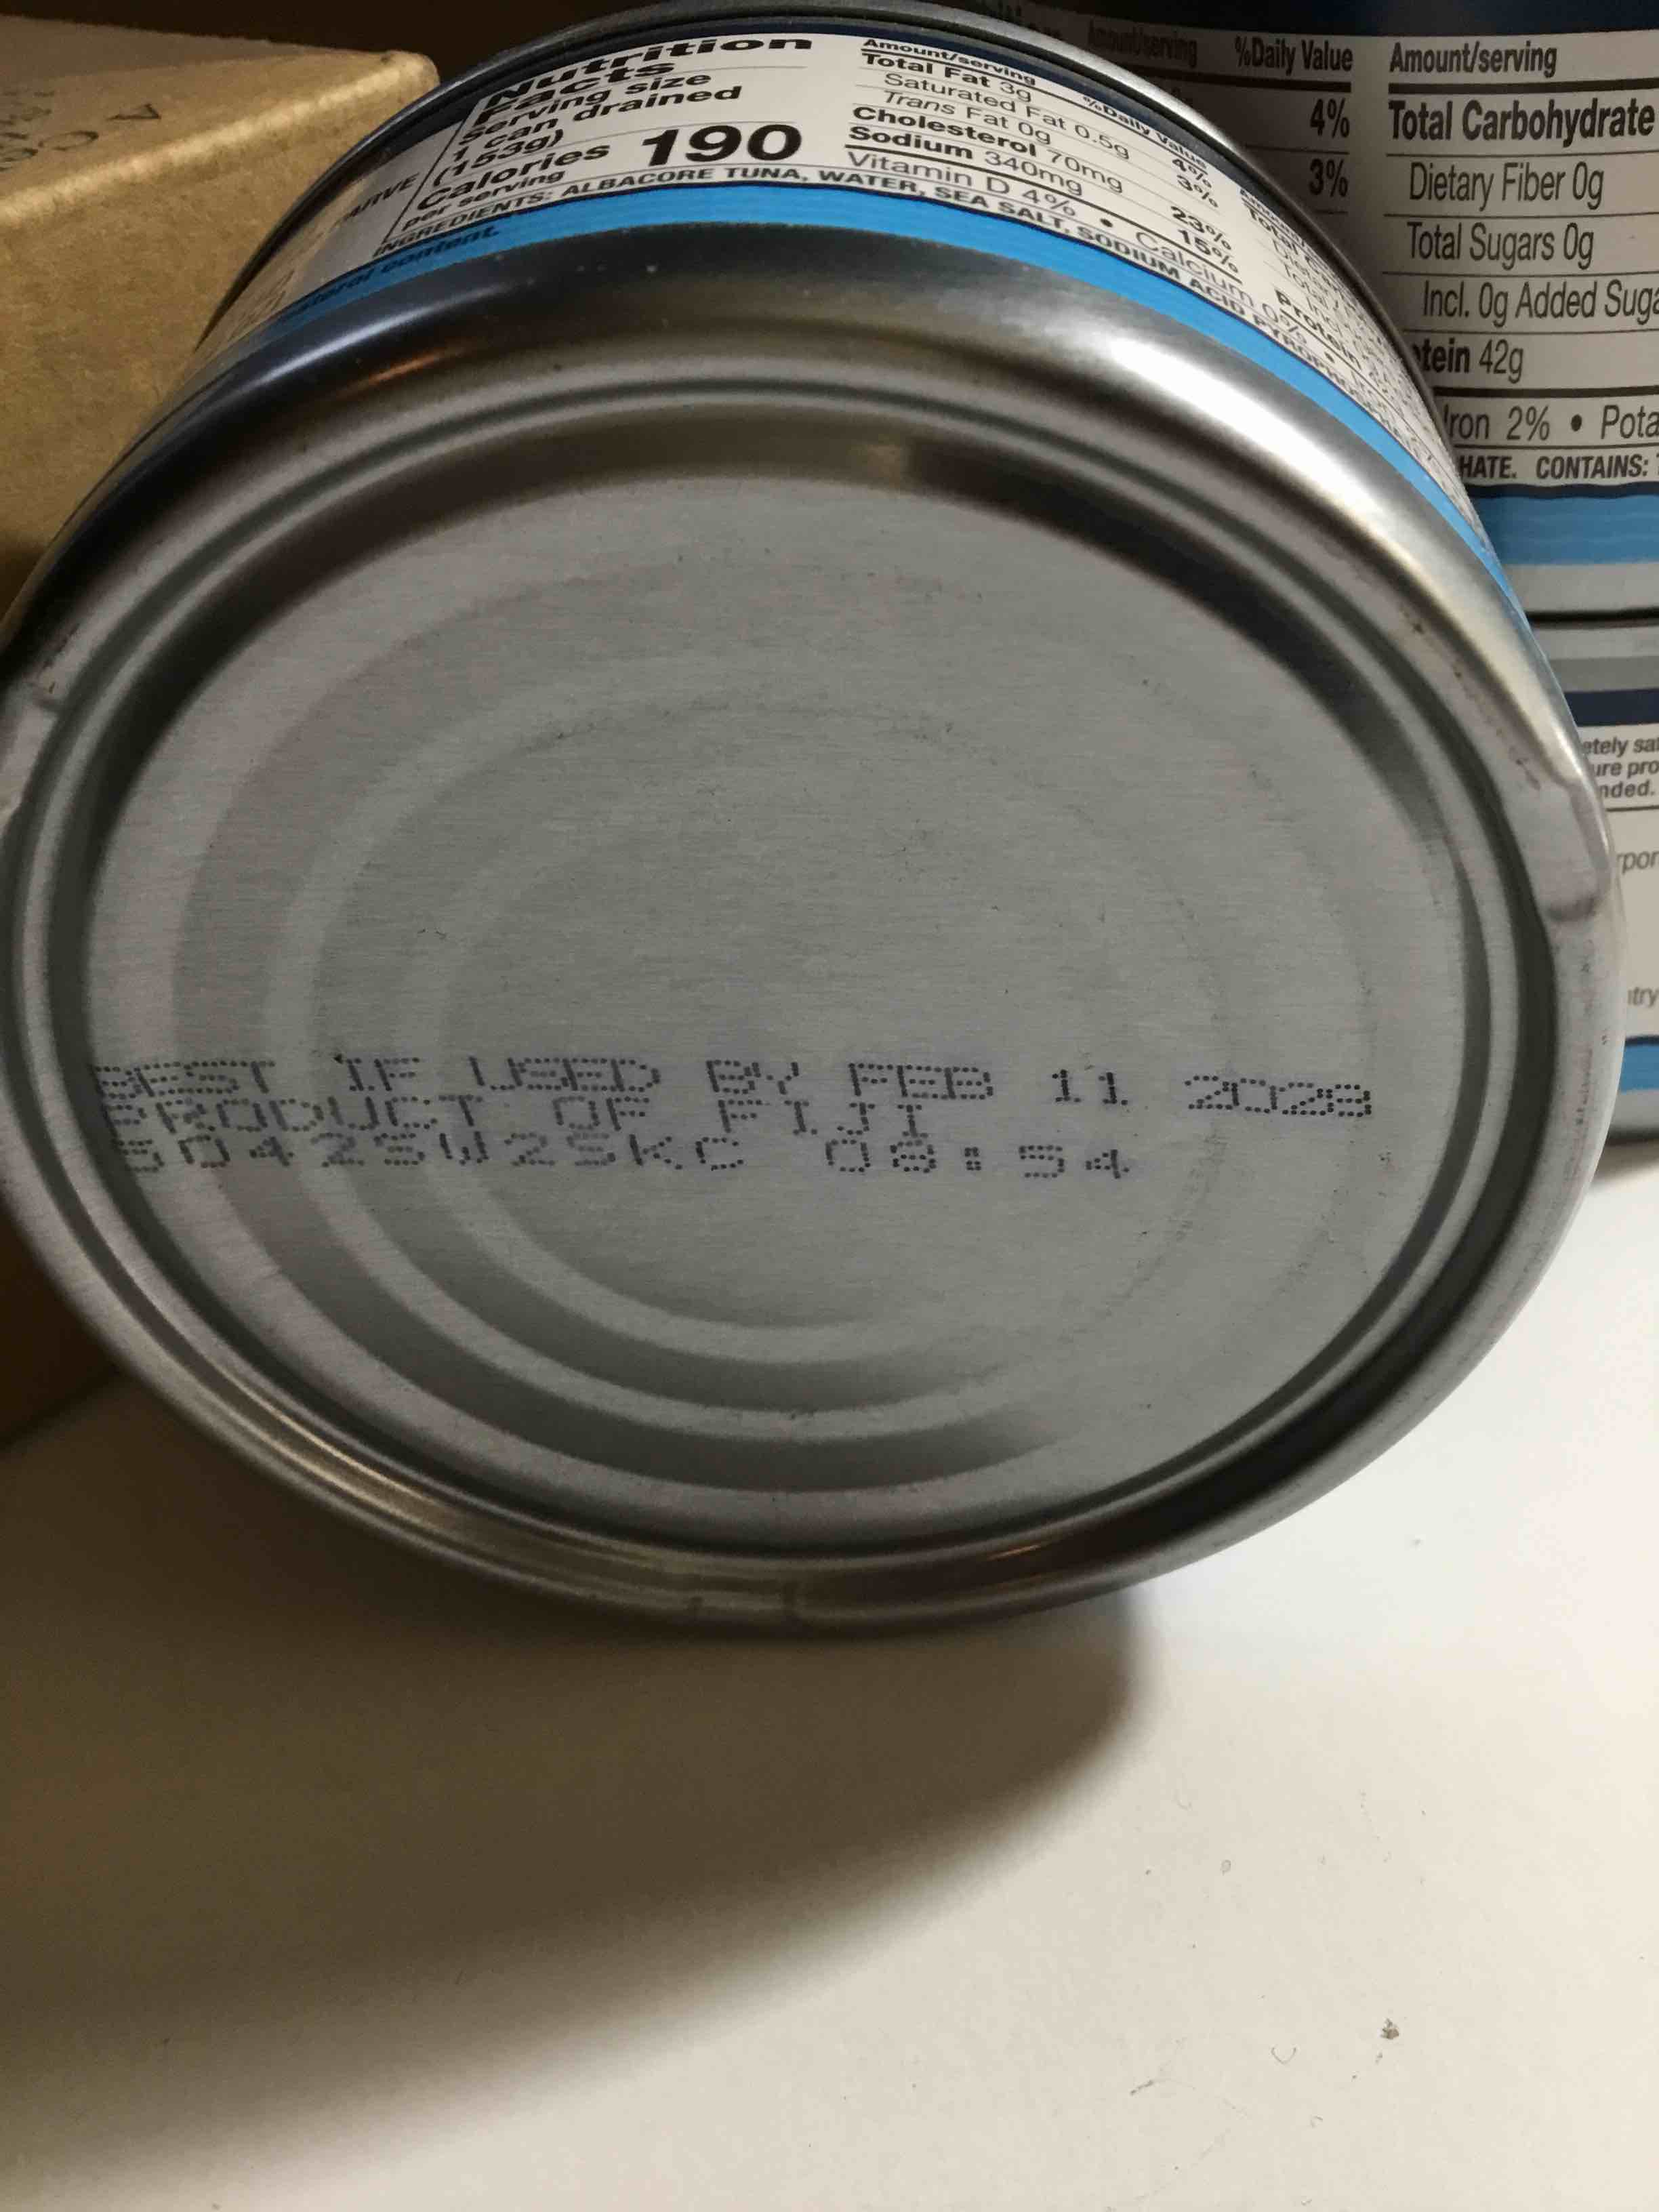 Nutrition
Facts
Serving size
1 can drained
(153g)
Calories 190
per serving
Amount/serving %Daily Value
Total Fat 3g 4%
Saturated Fat 0.5g 3%
Trans Fat 0g
Cholesterol 70mg 23%
Sodium 340mg 15%
Vitamin D 4% • Calcium 0% •
INGREDIENTS: ALBACORE TUNA, WATER, SEA SALT, SODIUM ACID
content.
Protein
Amount/serving %Daily Value Amount/serving
4% Total Carbohydrate
3% Dietary Fiber 0g
Total Sugars 0g
Incl. 0g Added
42g
Iron 2% •
CONTAINS:
BEST IF USED BY FEB 11 2028
PRODUCT OF FIJI
5042SW2SKC 08:54